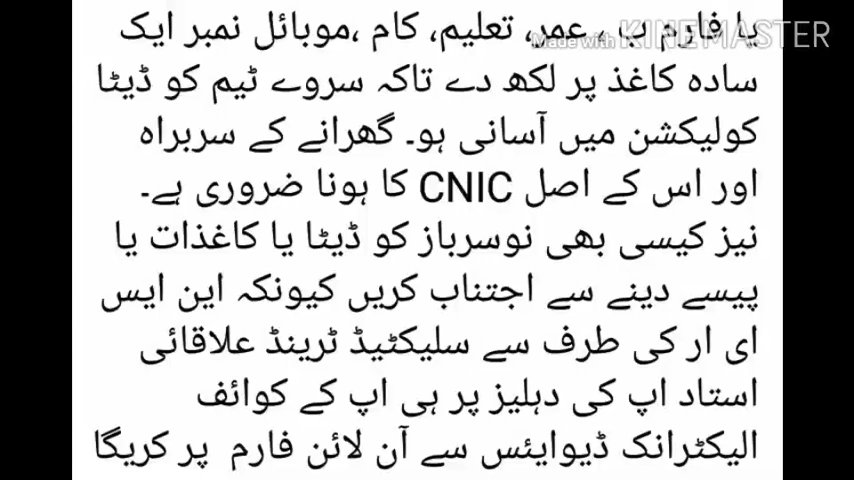 یا فارم ب ، عمر، تعلیم، کام ،موبائل نمبر ایک
Made with KINEMASTER
سادہ کاغذ پر لکھ دے تاکہ سروے ٹیم کو ڈیٹا
کولیکشن میں آسانی ہو۔ گھرانے کے سربراہ
اور اس کے اصل CNIC کا ہونا ضروری ہے۔
نیز کیسی بھی نوسرباز کو ڈیٹا یا کاغذات یا
پیسے دینے سے اجتناب کریں کیونکہ این ایس
ای ار کی طرف سے سلیکٹیڈ ٹرینڈ علاقائی
استاد اپ کی دہلیز پر ہی اپ کے کوائف
الیکٹرانک ڈیوایئس سے آن لائن فارم پر کریگا